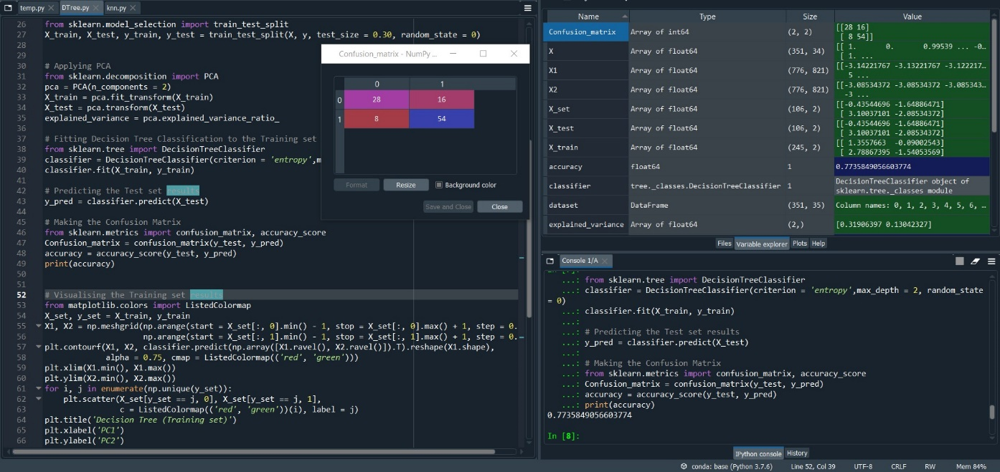 temp.py
DTree.py
knn.py
26 from sklearn.model_selection import train_test_split
27 X_train, X_test, y_train, y_test = train_test_split(X, y, test_size = 0.30, random_state = 0)
28
29
30 # Applying PCA
31 from sklearn.decomposition import PCA
32 pca = PCA(n_components = 2)
33 X_train = pca.fit_transform(X_train)
34 X_test = pca.transform(X_test)
35 explained_variance = pca.explained_variance_ratio_
36
37 # Fitting Decision Tree Classification to the Training set
38 from sklearn.tree import DecisionTreeClassifier
39 classifier = DecisionTreeClassifier(criterion = 'entropy',m
40 classifier.fit(X_train, y_train)
41
42 # Predicting the Test set results
43 y_pred = classifier.predict(X_test)
44
45 # Making the Confusion Matrix
46 from sklearn.metrics import confusion_matrix, accuracy_score
47 Confusion_matrix = confusion_matrix(y_test, y_pred)
48 accuracy = accuracy_score(y_test, y_pred)
49 print(accuracy)
50
51
52 # Visualising the Training set results
53 from matplotlib.colors import ListedColormap
54 X_set, y_set = X_train, y_train
55 X1, X2 = np.meshgrid(np.arange(start = X_set[:, 0].min() - 1, stop = X_set[:, 0].max() + 1, step = 0.
56 np.arange(start = X_set[:, 1].min() - 1, stop = X_set[:, 1].max() + 1, step = 0.
57 plt.contourf(X1, X2, classifier.predict(np.array([X1.ravel(), X2.ravel()]).T).reshape(X1.shape),
58 alpha = 0.75, cmap = ListedColormap(('red', 'green')))
59 plt.xlim(X1.min(), X1.max())
60 plt.ylim(X2.min(), X2.max())
61 for i, j in enumerate(np.unique(y_set)):
62 plt.scatter(X_set[y_set == j, 0], X_set[y_set == j, 1],
63 c = ListedColormap(('red', 'green'))(i), label = j)
64 plt.title('Decision Tree (Training set)')
65 plt.xlabel('PC1')
66 plt.ylabel('PC2')
Confusion_matrix - NumPy ...
0 1
0 28 16
1 8 54
Format Resize Background color
Save and Close Close
Name Type Size Value
Confusion_matrix Array of int64 (2, 2) [[28 16]
[ 8 54]]
X Array of float64 (351, 34) [[ 1. 0. 0.99539 ... -0…
[ 1. ...
X1 Array of float64 (776, 821) [[-3.14221767 -3.13221767 -3.122217…
5 ...
X2 Array of float64 (776, 821) [[-3.08534372 -3.08534372 -3.085343…
-3 ...
X_set Array of float64 (106, 2) [[-0.43544696 -1.64886471]
[ 3.10037101 -2.08534372]
X_test Array of float64 (106, 2) [[-0.43544696 -1.64886471]
[ 3.10037101 -2.08534372]
X_train Array of float64 (245, 2) [[ 1.3557663 -0.09002543]
[ 2.78867395 -1.54053569]
accuracy float64 1 0.7735849056603774
classifier tree._classes.DecisionTreeClassifier 1 DecisionTreeClassifier object of
sklearn.tree._classes module
dataset DataFrame (351, 35) Column names: 0, 1, 2, 3, 4, 5, 6, …
explained_variance Array of float64 (2,) [0.31906397 0.13042327]
Files Variable explorer Plots Help
Console 1/A
...: from sklearn.tree import DecisionTreeClassifier
...: classifier = DecisionTreeClassifier(criterion = 'entropy',max_depth = 2, random_state
= 0)
...: classifier.fit(X_train, y_train)
...:
...: # Predicting the Test set results
...: y_pred = classifier.predict(X_test)
...:
...: # Making the Confusion Matrix
...: from sklearn.metrics import confusion_matrix, accuracy_score
...: Confusion_matrix = confusion_matrix(y_test, y_pred)
...: accuracy = accuracy_score(y_test, y_pred)
...: print(accuracy)
0.7735849056603774
In [8]:
IPython console History
conda: base (Python 3.7.6) Line 52, Col 39 UTF-8 CRLF RW Mem 84%